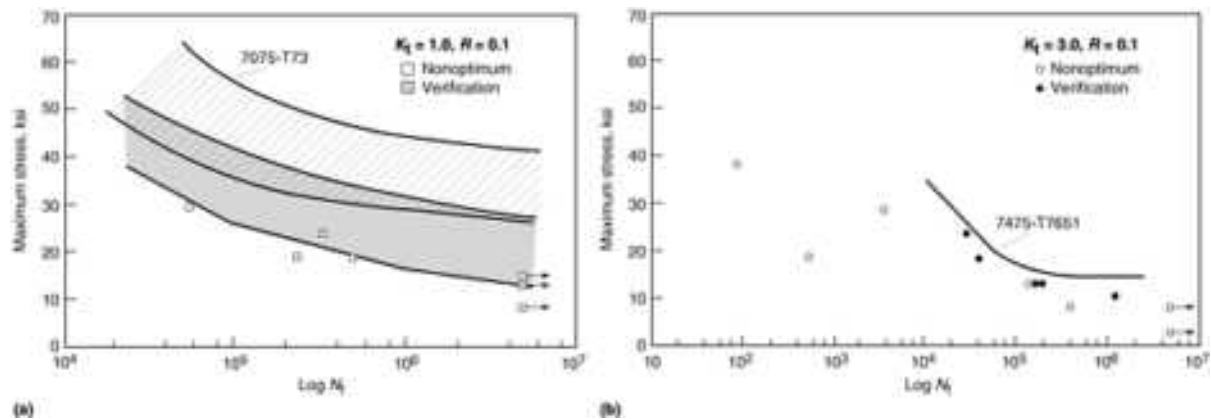 70
60
50
40
30
20
10
0
Maximum stress, ksi
7075-T73
Kt = 1.0, R = 0.1
Nonoptimum
Verification
10⁴
10⁵
10⁶
10⁷
Log Nf
(a)
70
60
50
40
30
20
10
0
Maximum stress, ksi
Kt = 3.0, R = 0.1
Nonoptimum
Verification
7475-T7651
10
10²
10³
10⁴
10⁵
10⁶
10⁷
Log Nf
(b)